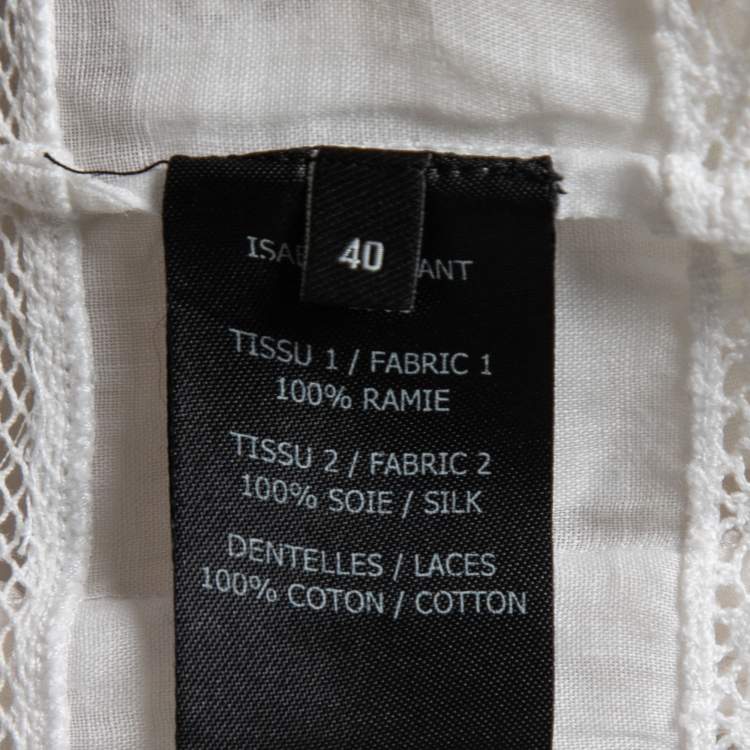 40
TISSU 1 / FABRIC 1
100% RAMIE
TISSU 2 / FABRIC 2
100% SOIE / SILK
DENTELLES / LACES
100% COTON / COTTON